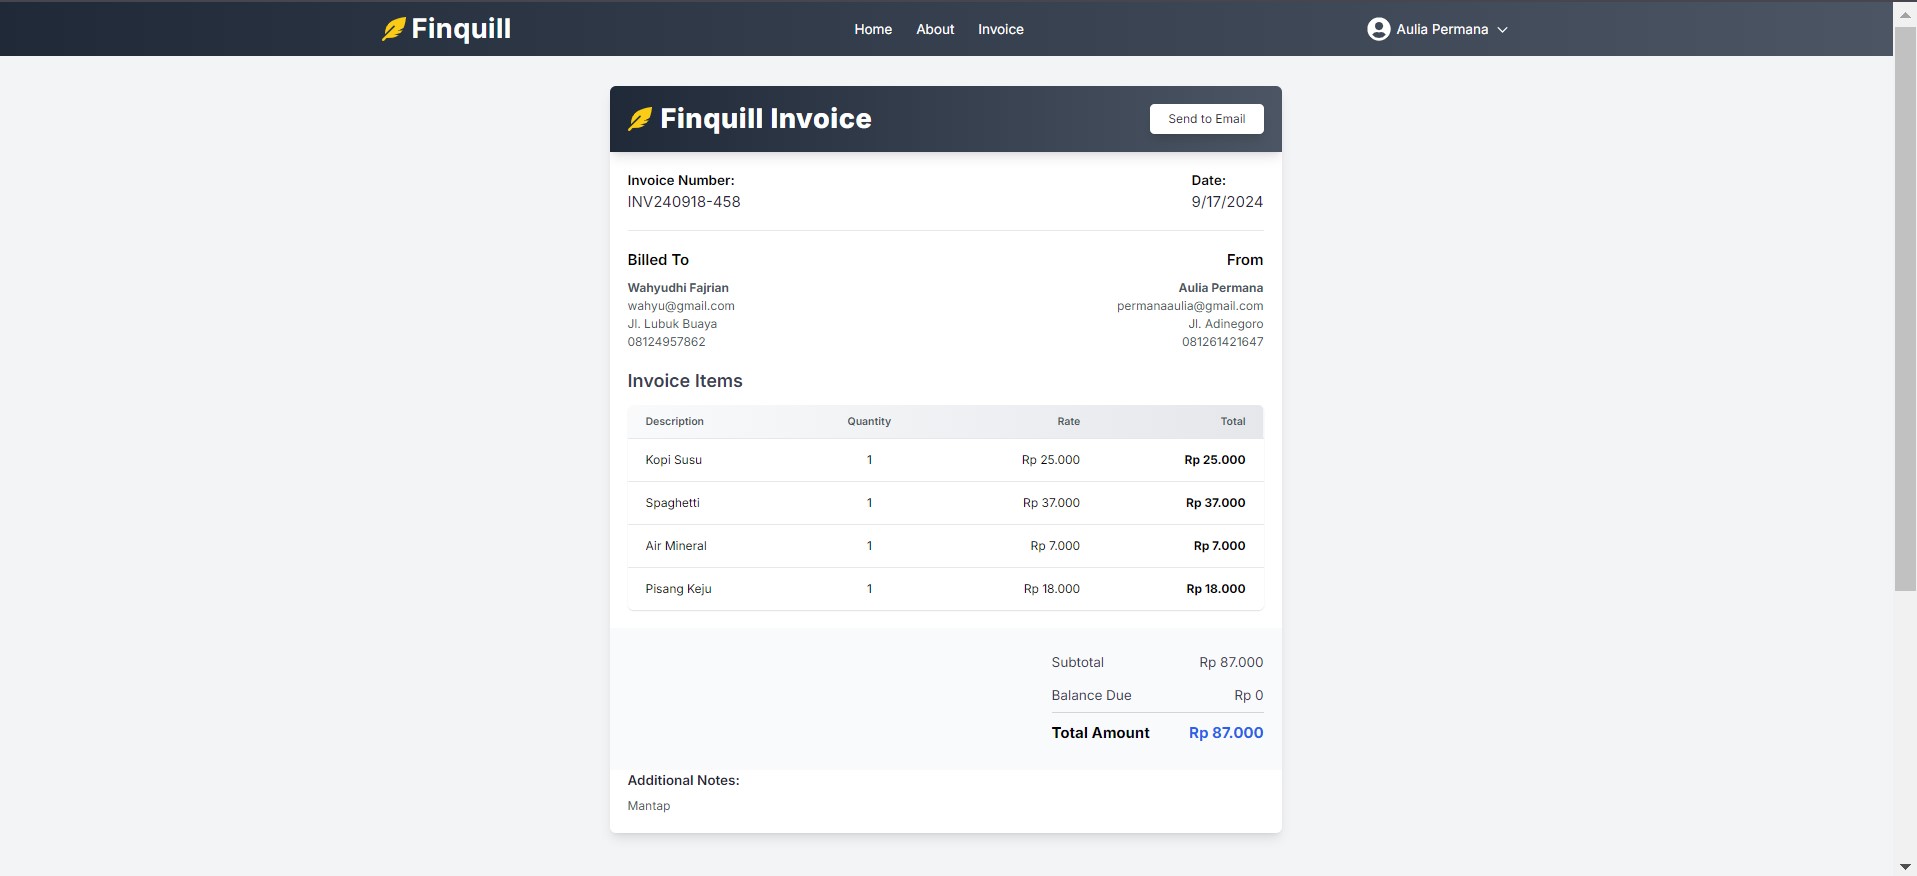 Finquill Home About Invoice Aulia Permana
Finquill Invoice Send to Email
Invoice Number: Date:
INV240918-458 9/17/2024
Billed To From
Wahyudhi Fajrian Aulia Permana
wahyu@gmail.com permanaaulia@gmail.com
Jl. Lubuk Buaya Jl. Adinegoro
08124957862 081261421647
Invoice Items
Description Quantity Rate Total
Kopi Susu 1 Rp 25.000 Rp 25.000
Spaghetti 1 Rp 37.000 Rp 37.000
Air Mineral 1 Rp 7.000 Rp 7.000
Pisang Keju 1 Rp 18.000 Rp 18.000
Subtotal Rp 87.000
Balance Due Rp 0
Total Amount Rp 87.000
Additional Notes:
Mantap